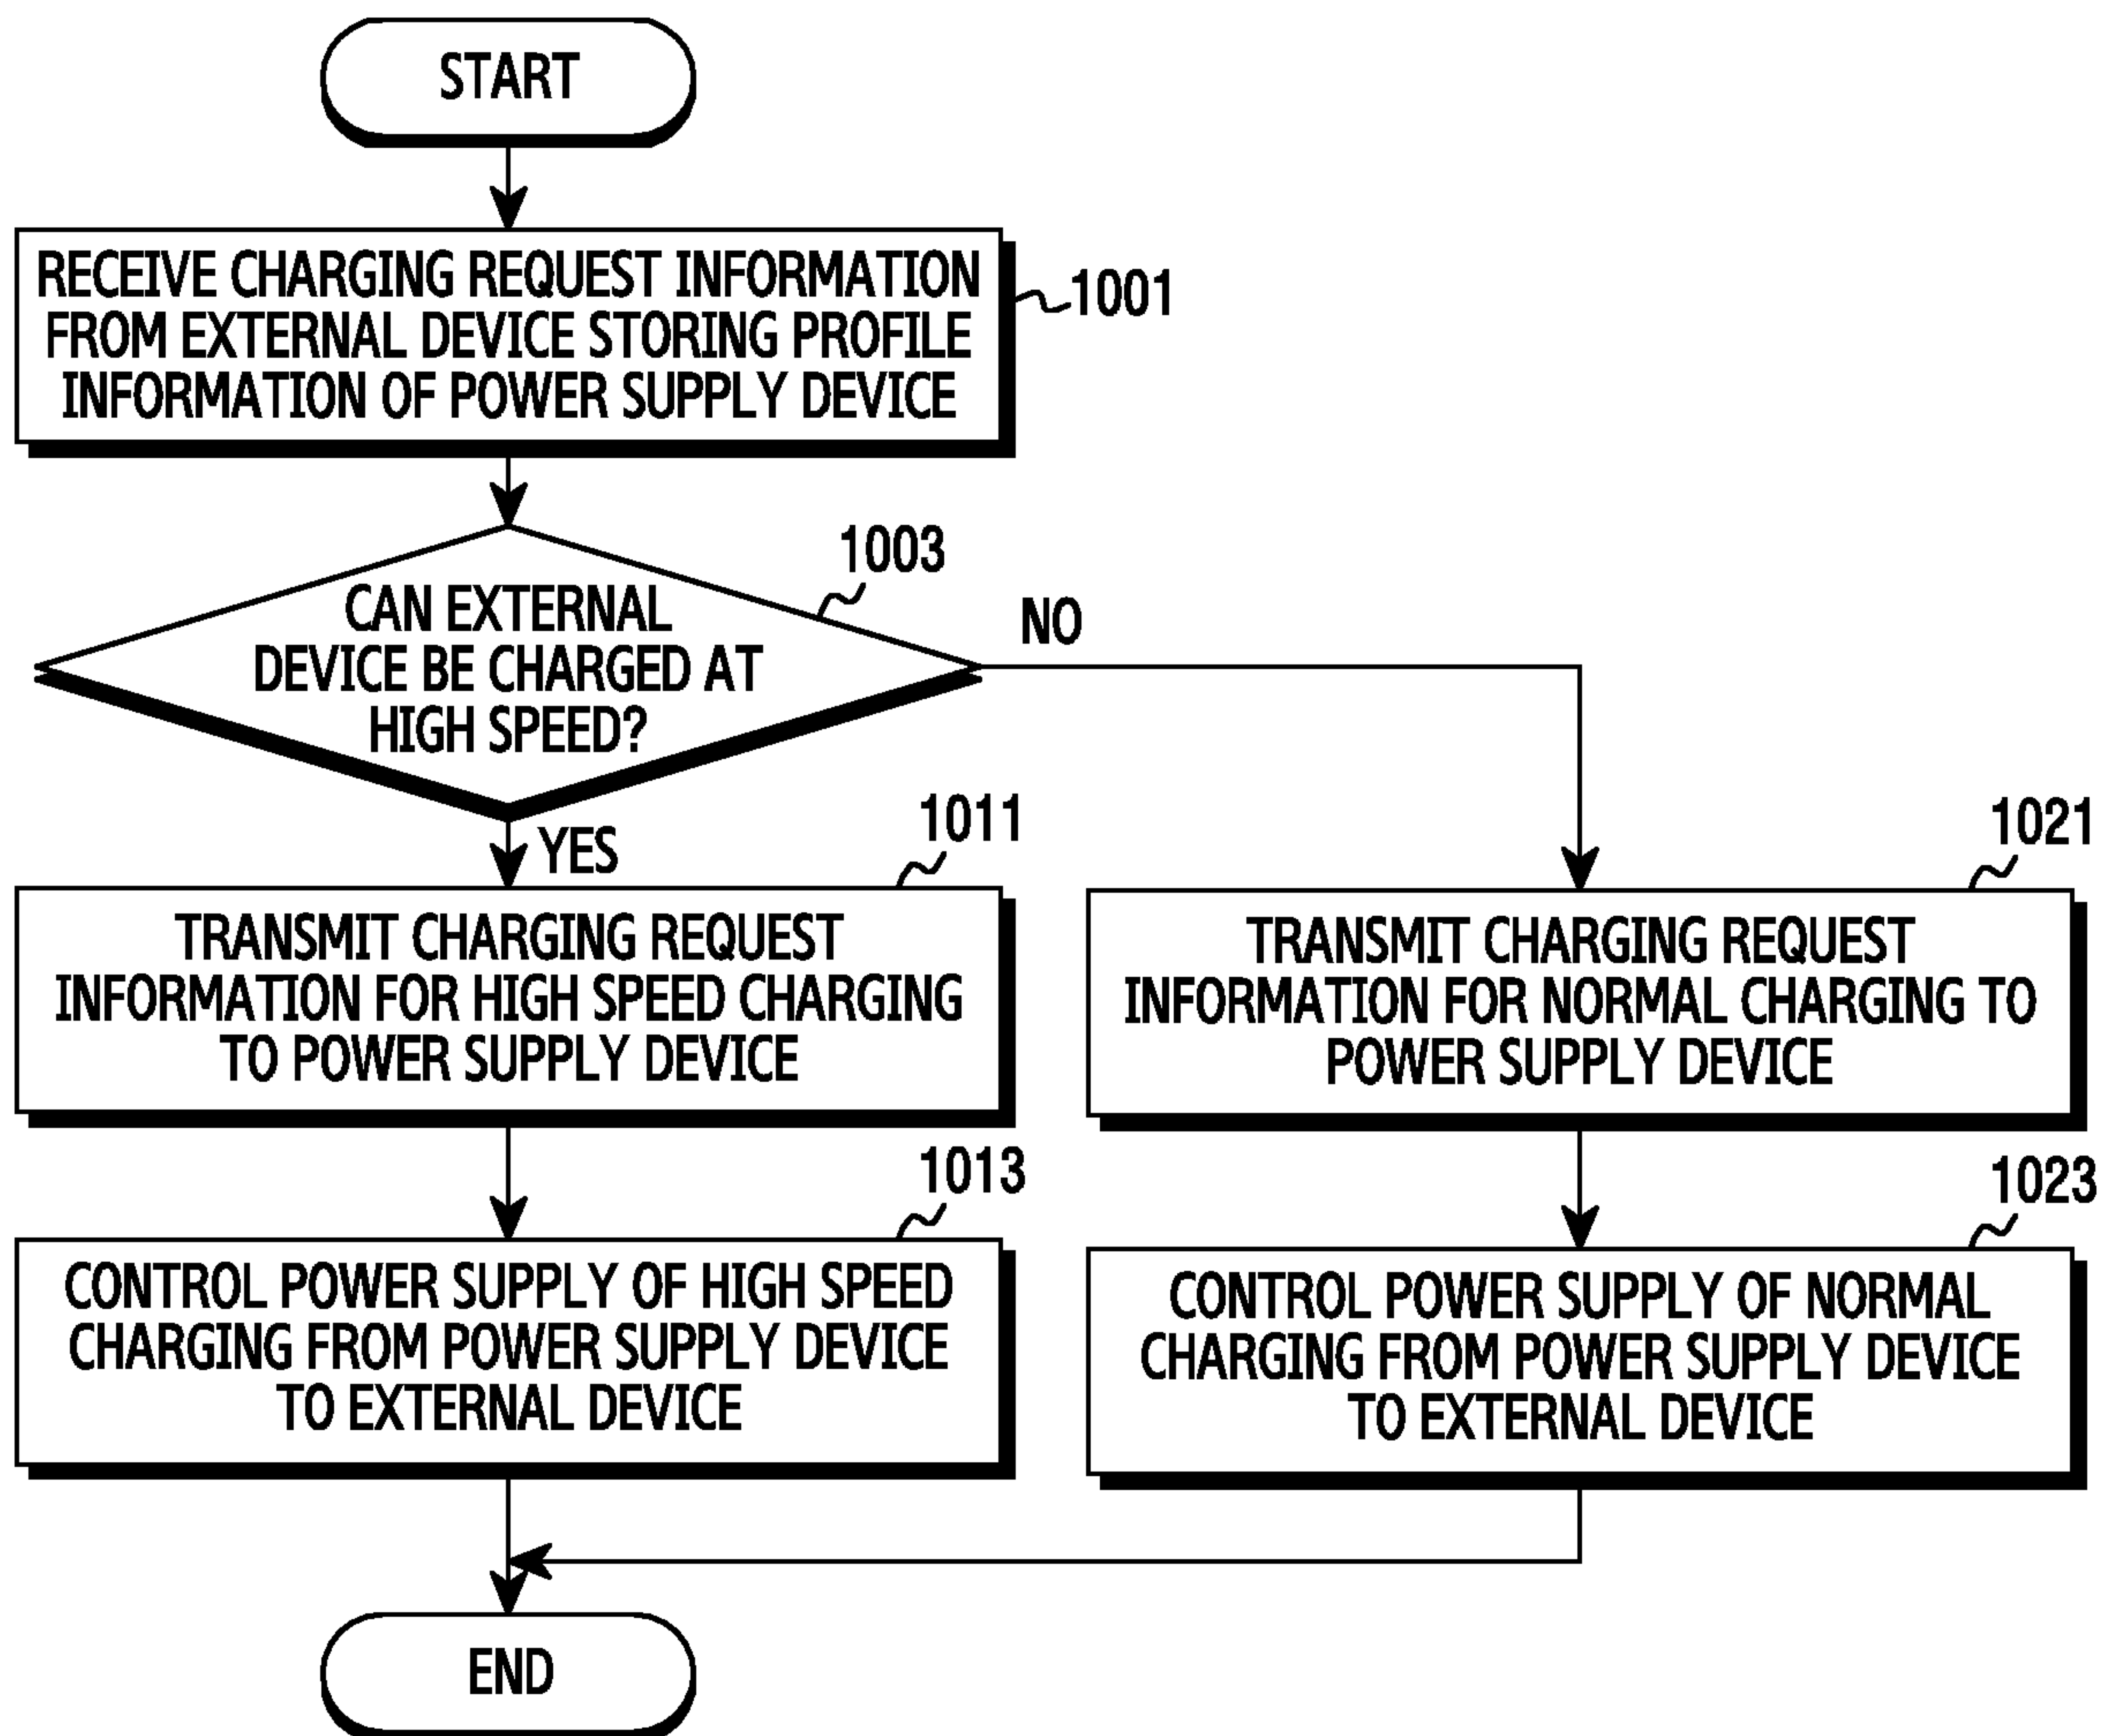 START
RECEIVE CHARGING REQUEST INFORMATION
FROM EXTERNAL DEVICE STORING PROFILE
INFORMATION OF POWER SUPPLY DEVICE
1001
1003
CAN EXTERNAL
DEVICE BE CHARGED AT
HIGH SPEED?
NO
YES
1011
TRANSMIT CHARGING REQUEST
INFORMATION FOR HIGH SPEED CHARGING
TO POWER SUPPLY DEVICE
1021
TRANSMIT CHARGING REQUEST
INFORMATION FOR NORMAL CHARGING TO
POWER SUPPLY DEVICE
1013
CONTROL POWER SUPPLY OF HIGH SPEED
CHARGING FROM POWER SUPPLY DEVICE
TO EXTERNAL DEVICE
1023
CONTROL POWER SUPPLY OF NORMAL
CHARGING FROM POWER SUPPLY DEVICE
TO EXTERNAL DEVICE
END